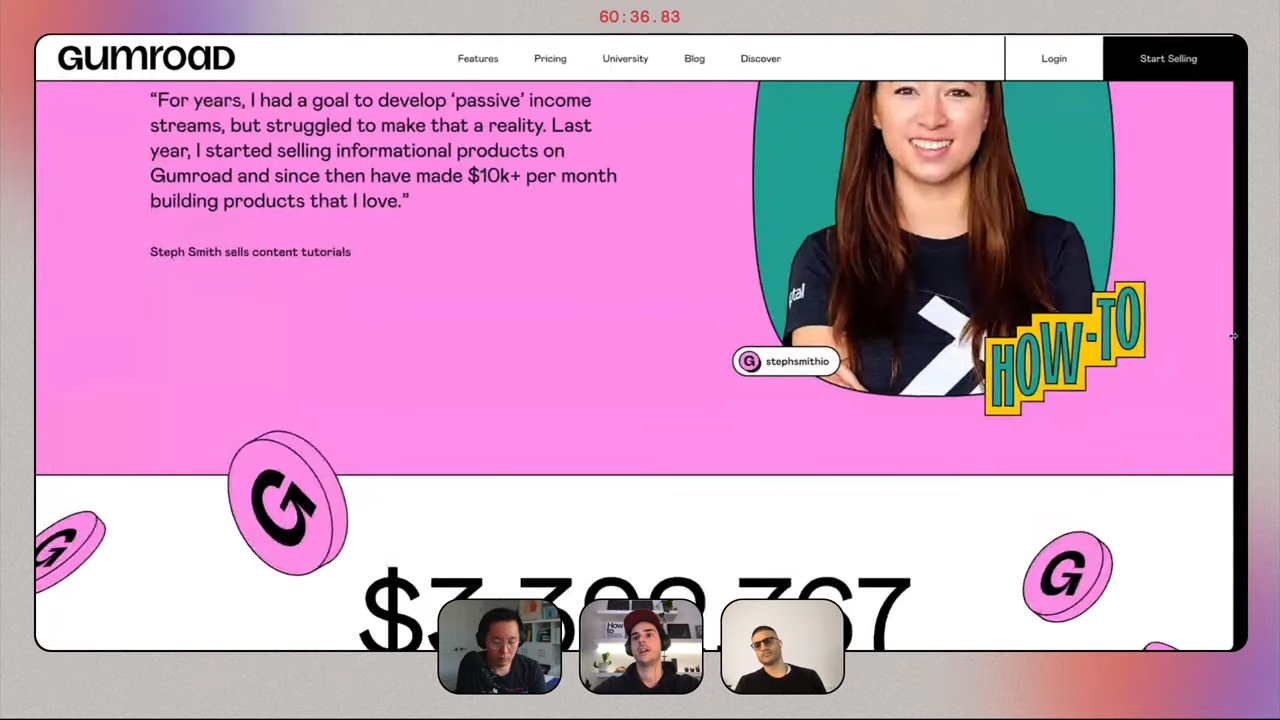 60:36.83
GUMROAD
Features
Pricing
University
Blog
Discover
Login
Start Selling
“For years, I had a goal to develop ‘passive’ income
streams, but struggled to make that a reality. Last
year, I started selling informational products on
Gumroad and since then have made $10k+ per month
building products that I love.”
Steph Smith sells content tutorials
G stephsmithio
HOW-TO
G
G
G
How
to